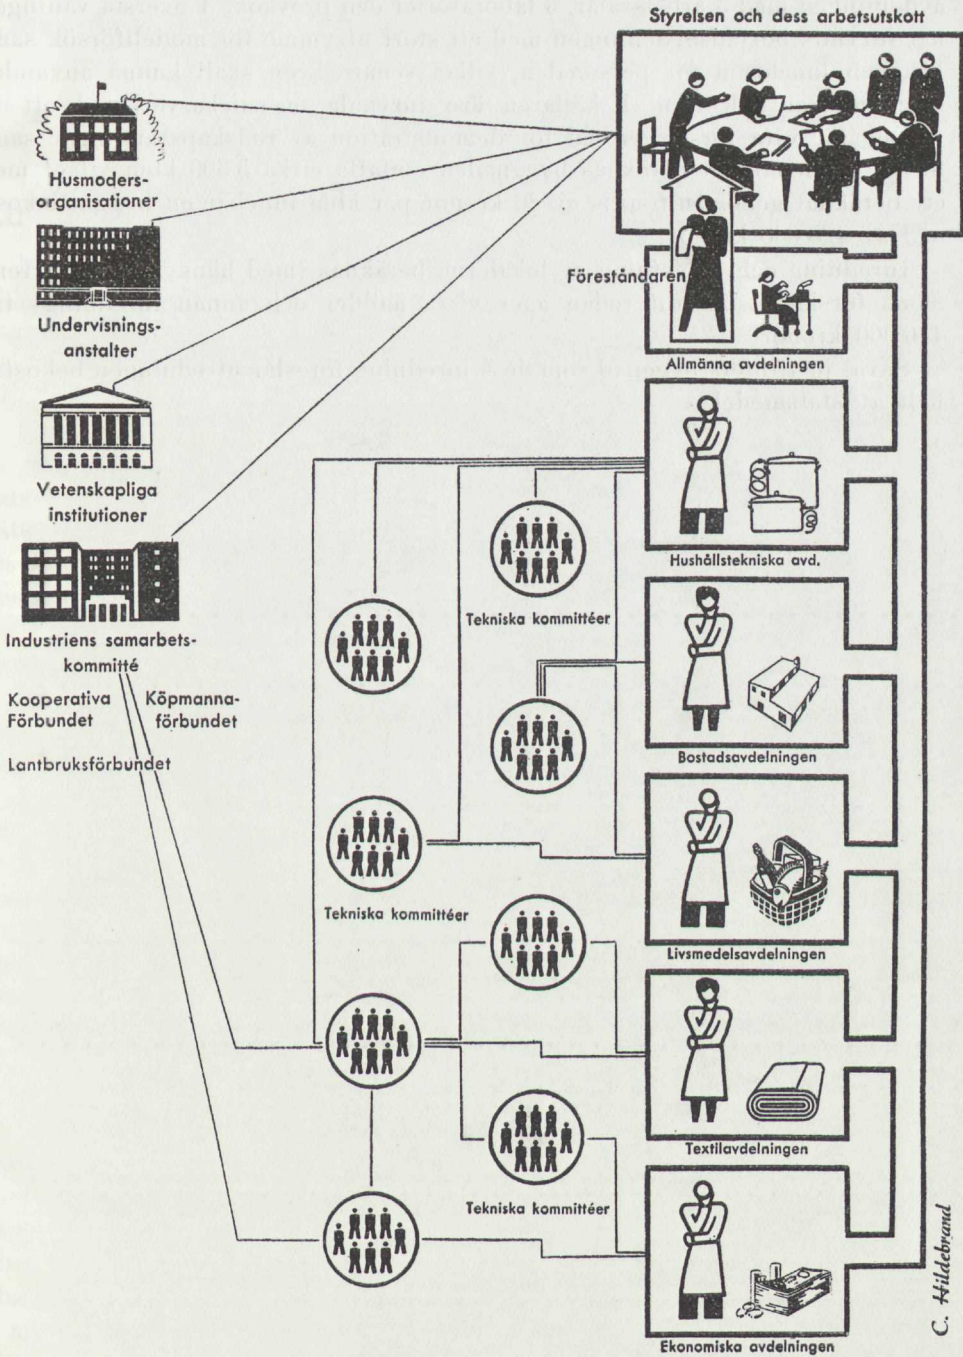 Styrelsen och dess arbetsutskott
Husmoders-
organisationer
Undervisnings-
anstalter
Vetenskapliga
institutioner
Industriens samarbets-
kommitté
Kooperativa
Förbundet
Köpmanna-
förbundet
Lantbruksförbundet
Föreståndaren
Allmänna avdelningen
Hushållstekniska avd.
Tekniska kommittéer
Bostadsavdelningen
Tekniska kommittéer
Livsmedelsavdelningen
Textilavdelningen
Tekniska kommittéer
Ekonomiska avdelningen
C. Hildebrand